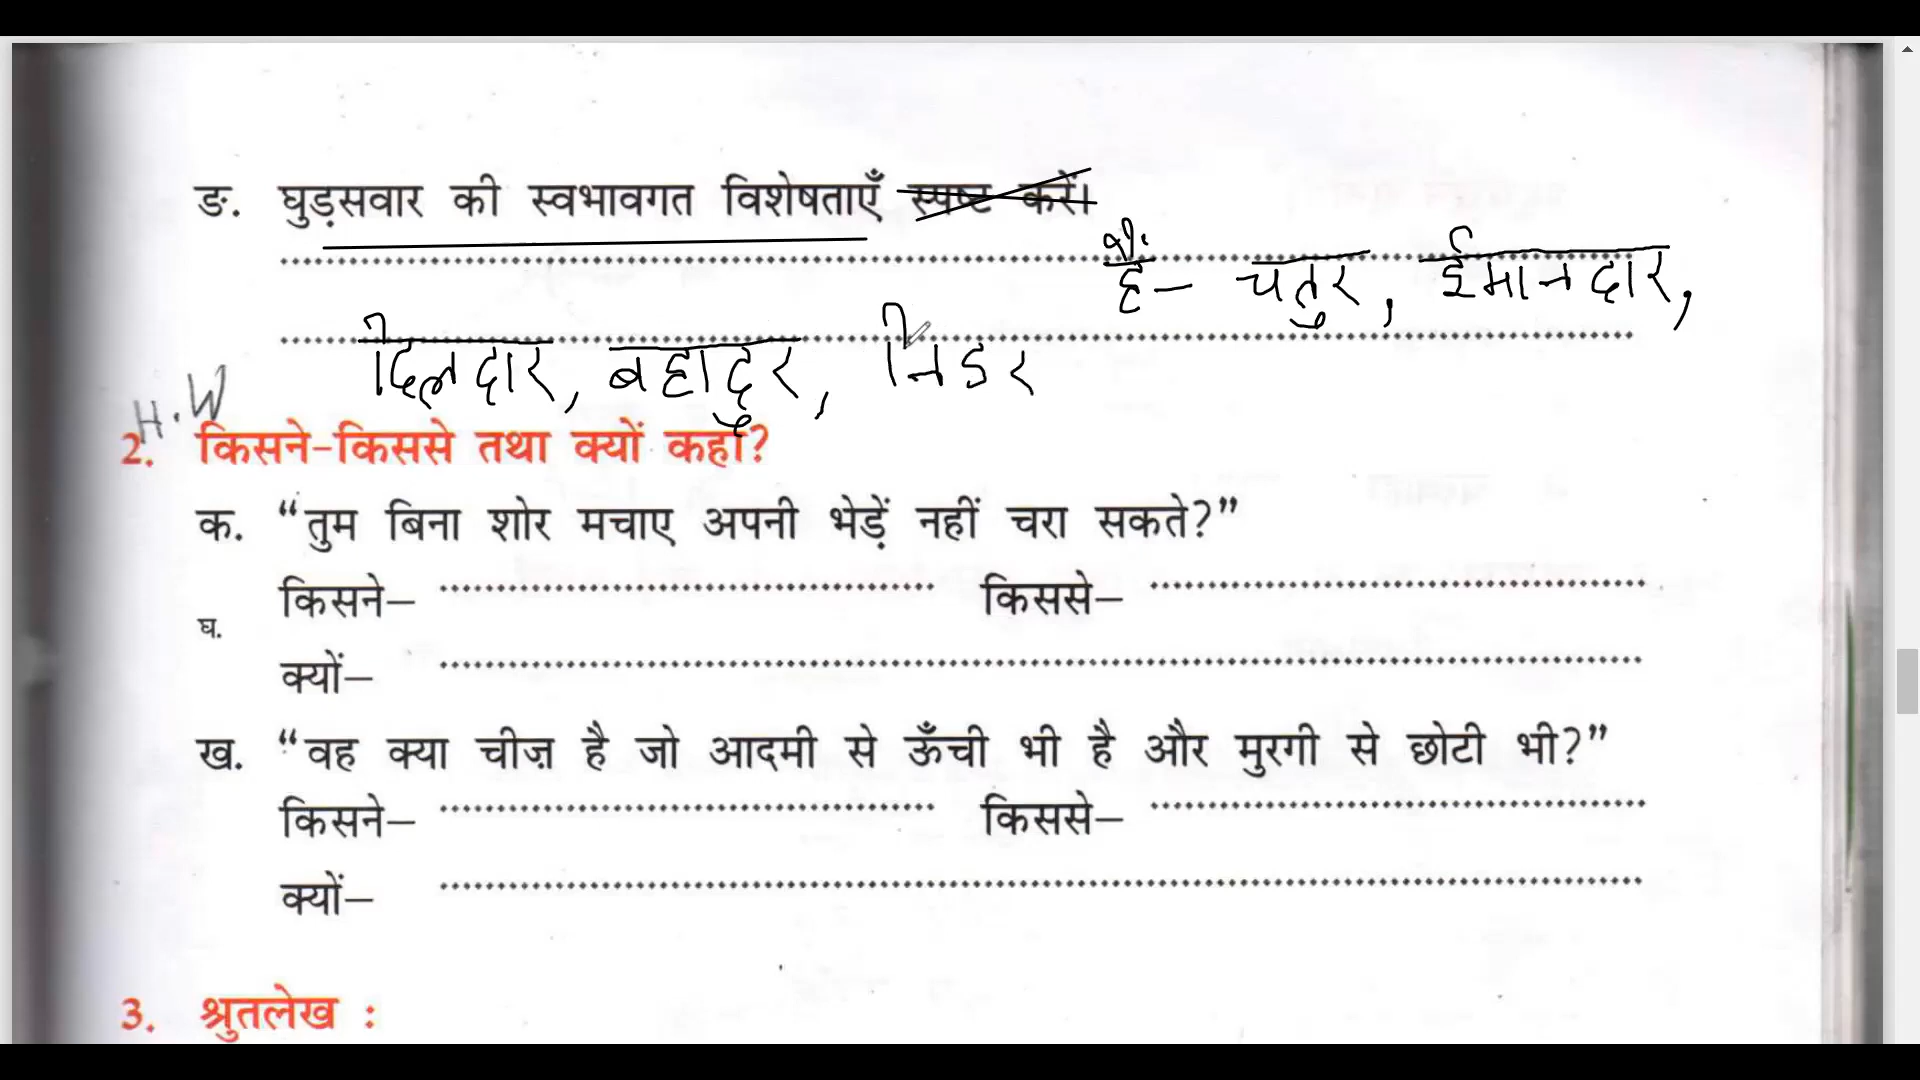 ङ. घुड़सवार की स्वभावगत विशेषताएँ स्पष्ट करें।
हैं- चतुर, ईमानदार,
दिलदार, बहादुर, निडर
H.W
2. किसने-किससे तथा क्यों कहा?
क. “तुम बिना शोर मचाए अपनी भेड़ें नहीं चरा सकते?”
किसने– किससे–
घ.
क्यों–
ख. “वह क्या चीज़ है जो आदमी से ऊँची भी है और मुरगी से छोटी भी?”
किसने– किससे–
क्यों–
3. श्रुतलेख :